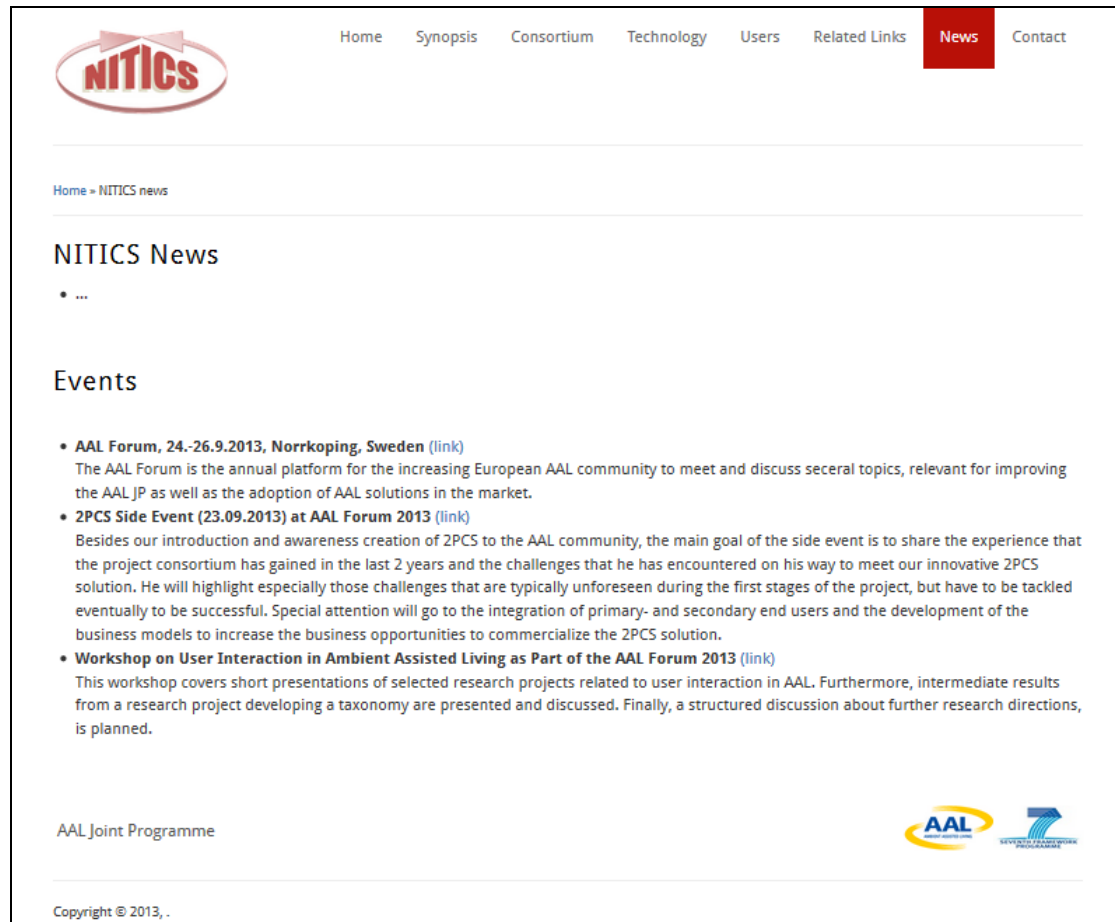 NITICS
Home Synopsis Consortium Technology Users Related Links News Contact
Home » NITICS news
NITICS News
• ...
Events
• AAL Forum, 24.-26.9.2013, Norrkoping, Sweden (link)
The AAL Forum is the annual platform for the increasing European AAL community to meet and discuss seceral topics, relevant for improving
the AAL JP as well as the adoption of AAL solutions in the market.
• 2PCS Side Event (23.09.2013) at AAL Forum 2013 (link)
Besides our introduction and awareness creation of 2PCS to the AAL community, the main goal of the side event is to share the experience that
the project consortium has gained in the last 2 years and the challenges that he has encountered on his way to meet our innovative 2PCS
solution. He will highlight especially those challenges that are typically unforeseen during the first stages of the project, but have to be tackled
eventually to be successful. Special attention will go to the integration of primary- and secondary end users and the development of the
business models to increase the business opportunities to commercialize the 2PCS solution.
• Workshop on User Interaction in Ambient Assisted Living as Part of the AAL Forum 2013 (link)
This workshop covers short presentations of selected research projects related to user interaction in AAL. Furthermore, intermediate results
from a research project developing a taxonomy are presented and discussed. Finally, a structured discussion about further research directions,
is planned.
AAL Joint Programme
AAL
AMBIENT ASSISTED LIVING
SEVENTH FRAMEWORK
PROGRAMME
Copyright © 2013, .